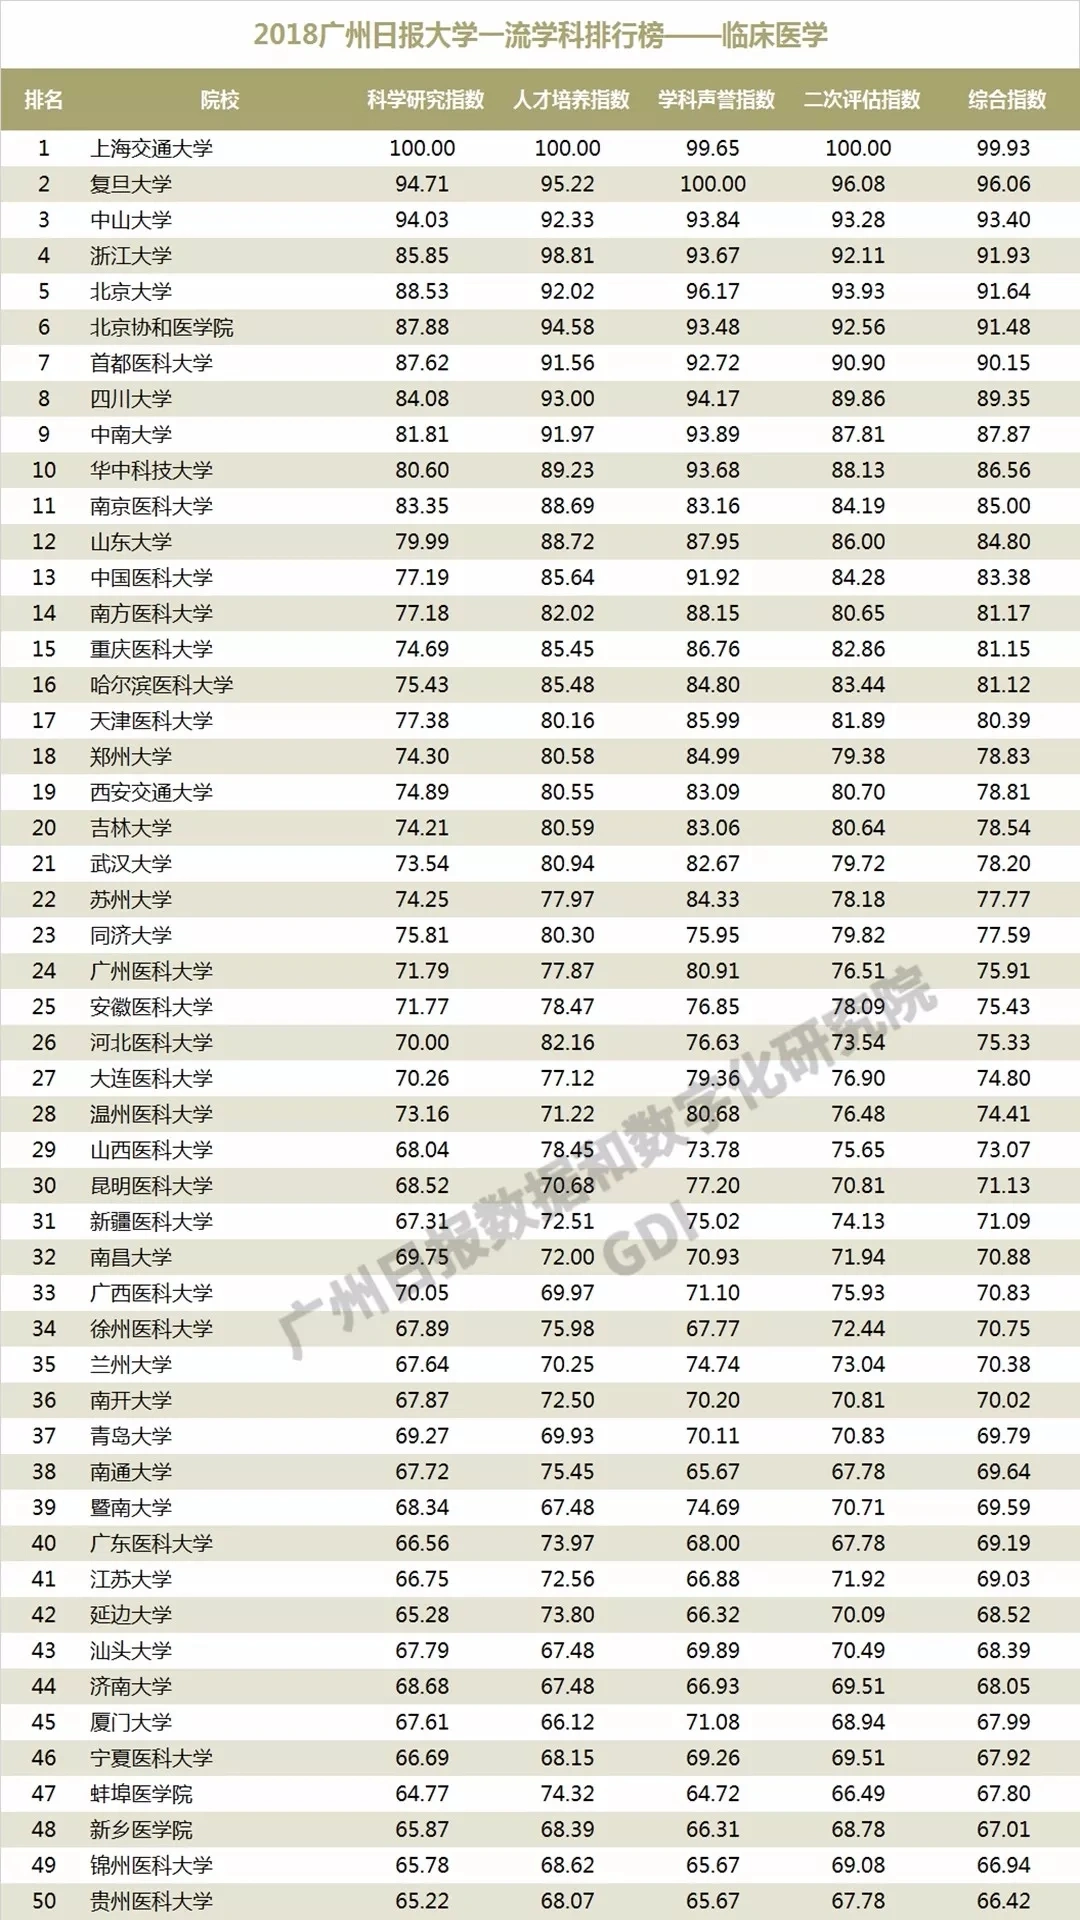 2018广州日报大学一流学科排行榜——临床医学
排名 院校 科学研究指数 人才培养指数 学科声誉指数 二次评估指数 综合指数
1 上海交通大学 100.00 100.00 99.65 100.00 99.93
2 复旦大学 94.71 95.22 100.00 96.08 96.06
3 中山大学 94.03 92.33 93.84 93.28 93.40
4 浙江大学 85.85 98.81 93.67 92.11 91.93
5 北京大学 88.53 92.02 96.17 93.93 91.64
6 北京协和医学院 87.88 94.58 93.48 92.56 91.48
7 首都医科大学 87.62 91.56 92.72 90.90 90.15
8 四川大学 84.08 93.00 94.17 89.86 89.35
9 中南大学 81.81 91.97 93.89 87.81 87.87
10 华中科技大学 80.60 89.23 93.68 88.13 86.56
11 南京医科大学 83.35 88.69 83.16 84.19 85.00
12 山东大学 79.99 88.72 87.95 86.00 84.80
13 中国医科大学 77.19 85.64 91.92 84.28 83.38
14 南方医科大学 77.18 82.02 88.15 80.65 81.17
15 重庆医科大学 74.69 85.45 86.76 82.86 81.15
16 哈尔滨医科大学 75.43 85.48 84.80 83.44 81.12
17 天津医科大学 77.38 80.16 85.99 81.89 80.39
18 郑州大学 74.30 80.58 84.99 79.38 78.83
19 西安交通大学 74.89 80.55 83.09 80.70 78.81
20 吉林大学 74.21 80.59 83.06 80.64 78.54
21 武汉大学 73.54 80.94 82.67 79.72 78.20
22 苏州大学 74.25 77.97 84.33 78.18 77.77
23 同济大学 75.81 80.30 75.95 79.82 77.59
24 广州医科大学 71.79 77.87 80.91 76.51 75.91
25 安徽医科大学 71.77 78.47 76.85 78.09 75.43
26 河北医科大学 70.00 82.16 76.63 73.54 75.33
27 大连医科大学 70.26 77.12 79.36 76.90 74.80
28 温州医科大学 73.16 71.22 80.68 76.48 74.41
29 山西医科大学 68.04 78.45 73.78 75.65 73.07
30 昆明医科大学 68.52 70.68 77.20 70.81 71.13
31 新疆医科大学 67.31 72.51 75.02 74.13 71.09
32 南昌大学 69.75 72.00 70.93 71.94 70.88
33 广西医科大学 70.05 69.97 71.10 75.93 70.83
34 徐州医科大学 67.89 75.98 67.77 72.44 70.75
35 兰州大学 67.64 70.25 74.74 73.04 70.38
36 南开大学 67.87 72.50 70.20 70.81 70.02
37 青岛大学 69.27 69.93 70.11 70.83 69.79
38 南通大学 67.72 75.45 65.67 67.78 69.64
39 暨南大学 68.34 67.48 74.69 70.71 69.59
40 广东医科大学 66.56 73.97 68.00 67.78 69.19
41 江苏大学 66.75 72.56 66.88 71.92 69.03
42 延边大学 65.28 73.80 66.32 70.09 68.52
43 汕头大学 67.79 67.48 69.89 70.49 68.39
44 济南大学 68.68 67.48 66.93 69.51 68.05
45 厦门大学 67.61 66.12 71.08 68.94 67.99
46 宁夏医科大学 66.69 68.15 69.26 69.51 67.92
47 蚌埠医学院 64.77 74.32 64.72 66.49 67.80
48 新乡医学院 65.87 68.39 66.31 68.78 67.01
49 锦州医科大学 65.78 68.62 65.67 69.08 66.94
50 贵州医科大学 65.22 68.07 65.67 67.78 66.42
广州日报数据和数字化研究院
GDI